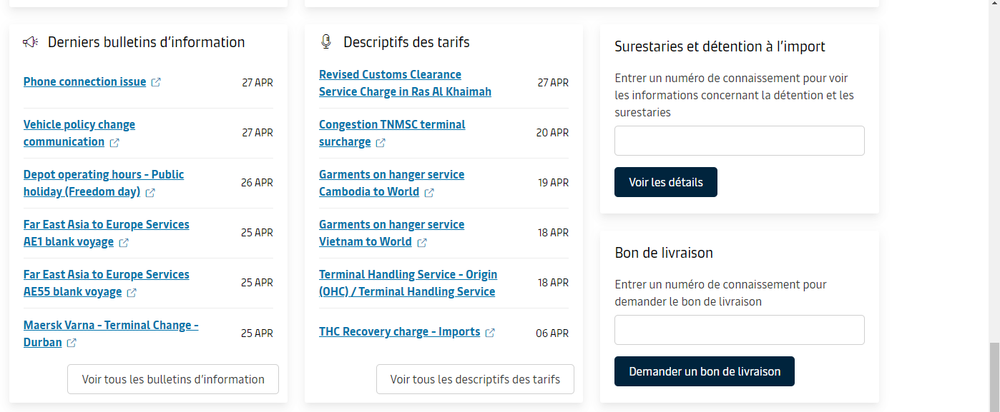 Derniers bulletins d’information
Phone connection issue
27 APR
Vehicle policy change
communication
27 APR
Depot operating hours - Public
holiday (Freedom day)
26 APR
Far East Asia to Europe Services
AE1 blank voyage
25 APR
Far East Asia to Europe Services
AE55 blank voyage
25 APR
Maersk Varna - Terminal Change -
Durban
25 APR
Voir tous les bulletins d’information
Descriptifs des tarifs
Revised Customs Clearance
Service Charge in Ras Al Khaimah
27 APR
Congestion TNMSC terminal
surcharge
20 APR
Garments on hanger service
Cambodia to World
19 APR
Garments on hanger service
Vietnam to World
18 APR
Terminal Handling Service - Origin
(OHC) / Terminal Handling Service
18 APR
THC Recovery charge - Imports
06 APR
Voir tous les descriptifs des tarifs
Surestaries et détention à l’import
Entrer un numéro de connaissement pour voir
les informations concernant la détention et les
surestaries
Voir les détails
Bon de livraison
Entrer un numéro de connaissement pour
demander le bon de livraison
Demander un bon de livraison